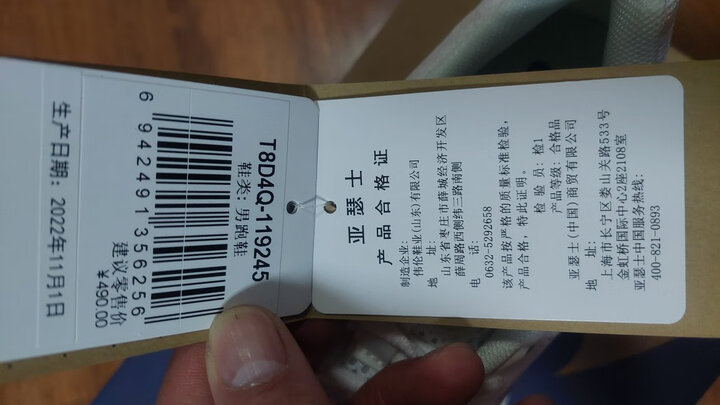 T8D4Q-119245
鞋类: 男跑鞋
6 942491 356256
建议零售价
¥490.00
生产日期: 2022年11月1日
亚瑟士
产品合格证
制造企业:
伟伦鞋业(山东)有限公司
地 址:
山东省枣庄市薛城经济开发区
薛周路西侧纬三路南侧
电 话:
0632-5292658
该产品按严格的质量标准检验,
产品合格, 特此证明。
检 验 员: 检1
产品等级: 合格品
亚瑟士(中国)商贸有限公司
地 址:
上海市长宁区娄山关路533号
金虹桥国际中心2座2108室
亚瑟士中国服务热线:
400-821-0893